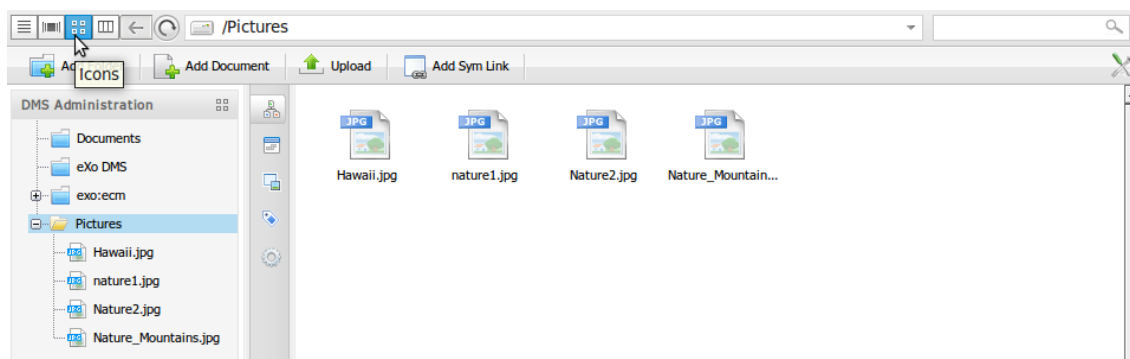 /Pictures
Add Document
Upload
Add Sym Link
Icons
DMS Administration
Documents
eXo DMS
exo:ecm
Pictures
Hawaii.jpg
nature1.jpg
Nature2.jpg
Nature_Mountains.jpg
JPG
JPG
JPG
JPG
Hawaii.jpg
nature1.jpg
Nature2.jpg
Nature_Mountain...